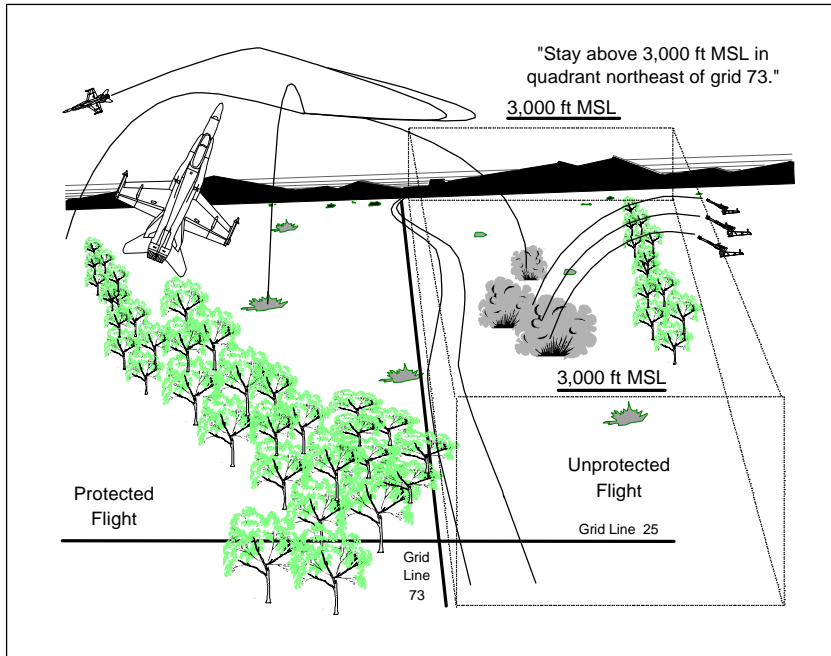 "Stay above 3,000 ft MSL in
quadrant northeast of grid 73."
3,000 ft MSL
3,000 ft MSL
Protected
Flight
Unprotected
Flight
Grid Line 25
Grid
Line
73